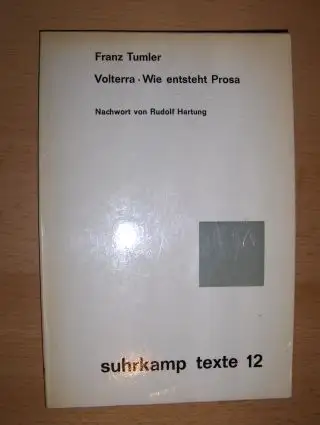 Franz Tumler
Volterra · Wie entsteht Prosa
Nachwort von Rudolf Hartung
suhrkamp texte 12